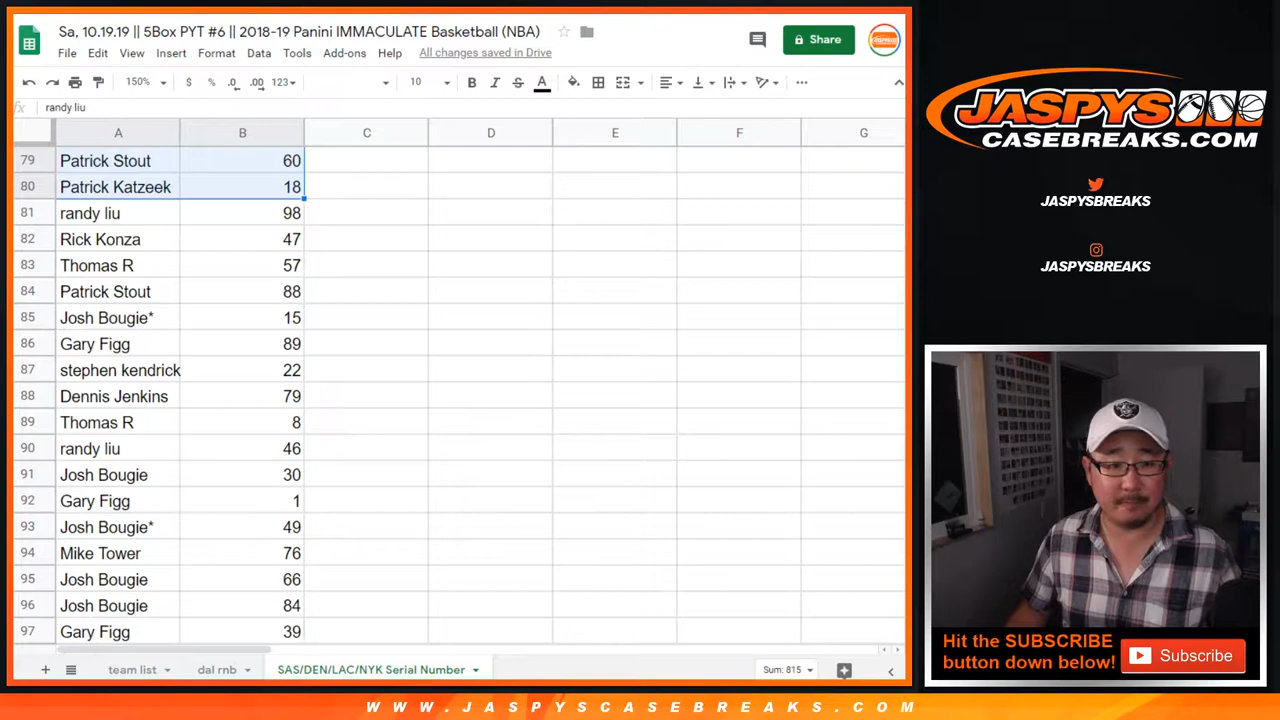 Sa, 10.19.19 || 5Box PYT #6 || 2018-19 Panini IMMACULATE Basketball (NBA)
Share
File Edit View Insert Format Data Tools Add-ons Help All changes saved in Drive
150% $ % .0 .00 123 10 B I S A
fx randy liu
A B C D E F G
79 Patrick Stout 60
80 Patrick Katzeek 18
81 randy liu 98
82 Rick Konza 47
83 Thomas R 57
84 Patrick Stout 88
85 Josh Bougie* 15
86 Gary Figg 89
87 stephen kendrick 22
88 Dennis Jenkins 79
89 Thomas R 8
90 randy liu 46
91 Josh Bougie 30
92 Gary Figg 1
93 Josh Bougie* 49
94 Mike Tower 76
95 Josh Bougie 66
96 Josh Bougie 84
97 Gary Figg 39
team list dal rnb SAS/DEN/LAC/NYK Serial Number Sum: 815
JASPYS
CASEBREAKS.COM
JASPYSBREAKS
JASPYSBREAKS
Hit the SUBSCRIBE
button down below!
Subscribe
WWW.JASPYSCASEBREAKS.COM